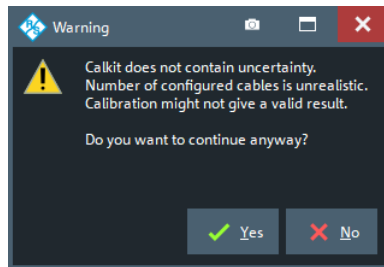 Warning
Calkit does not contain uncertainty.
Number of configured cables is unrealistic.
Calibration might not give a valid result.
Do you want to continue anyway?
Yes
No